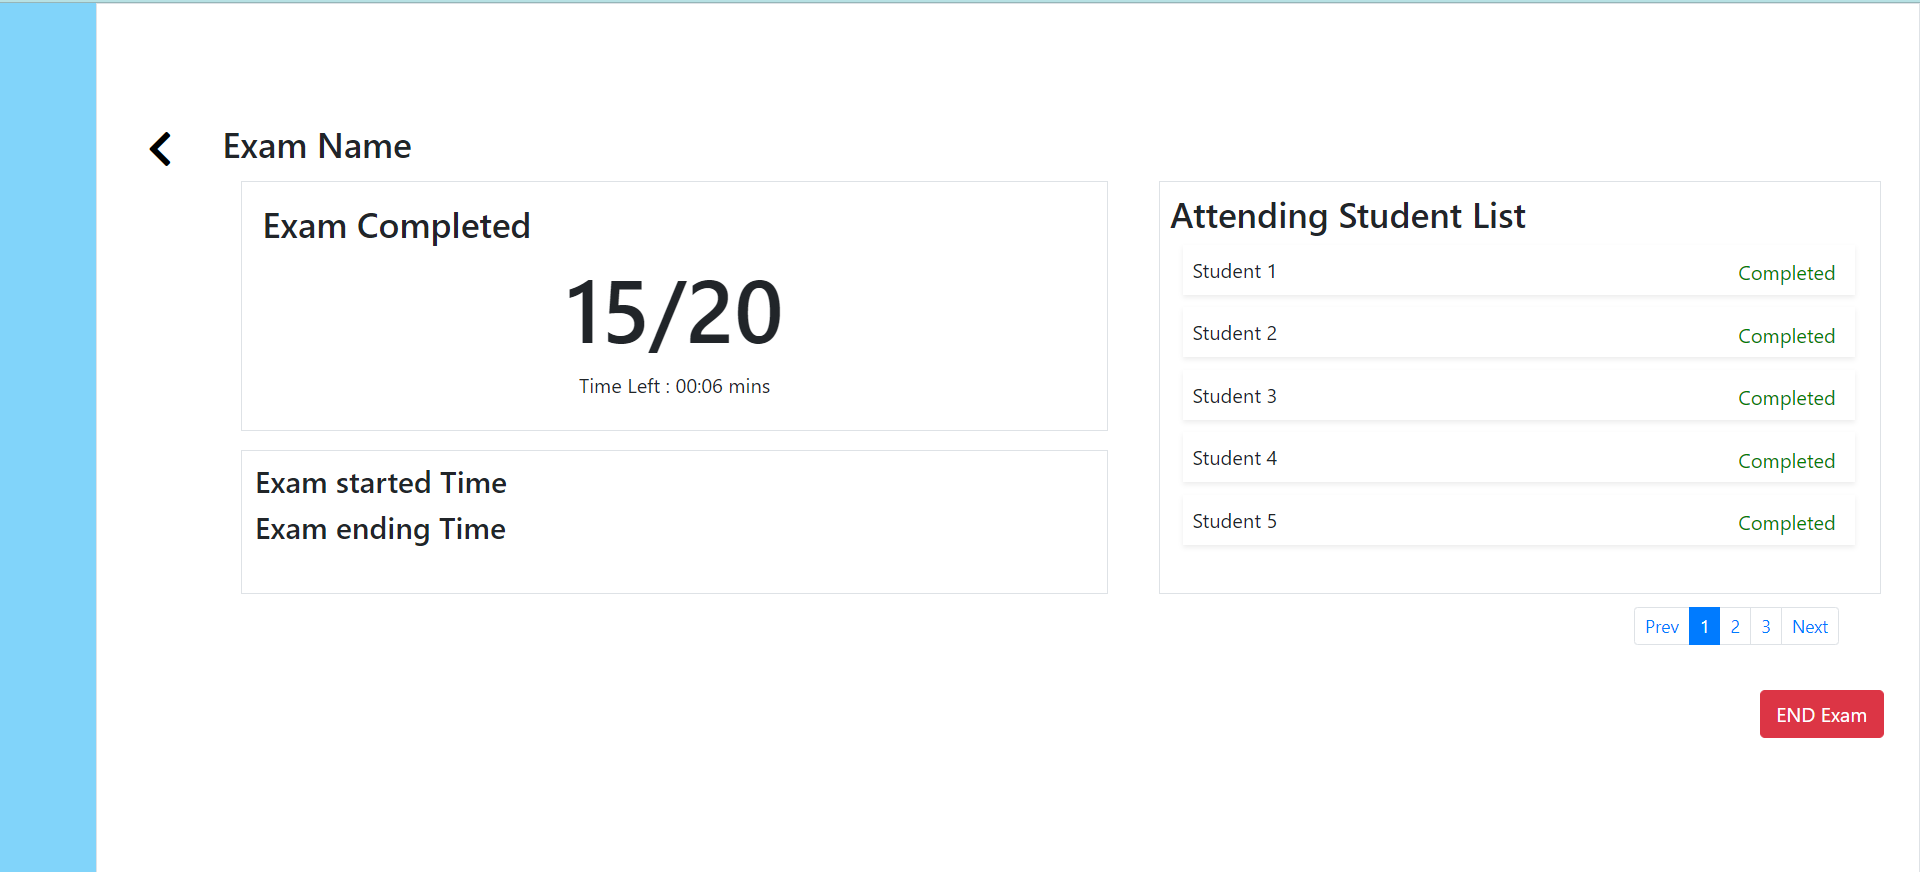 Exam Name
Exam Completed
15/20
Time Left : 00:06 mins
Exam started Time
Exam ending Time
Attending Student List
Student 1 Completed
Student 2 Completed
Student 3 Completed
Student 4 Completed
Student 5 Completed
Prev 1 2 3 Next
END Exam